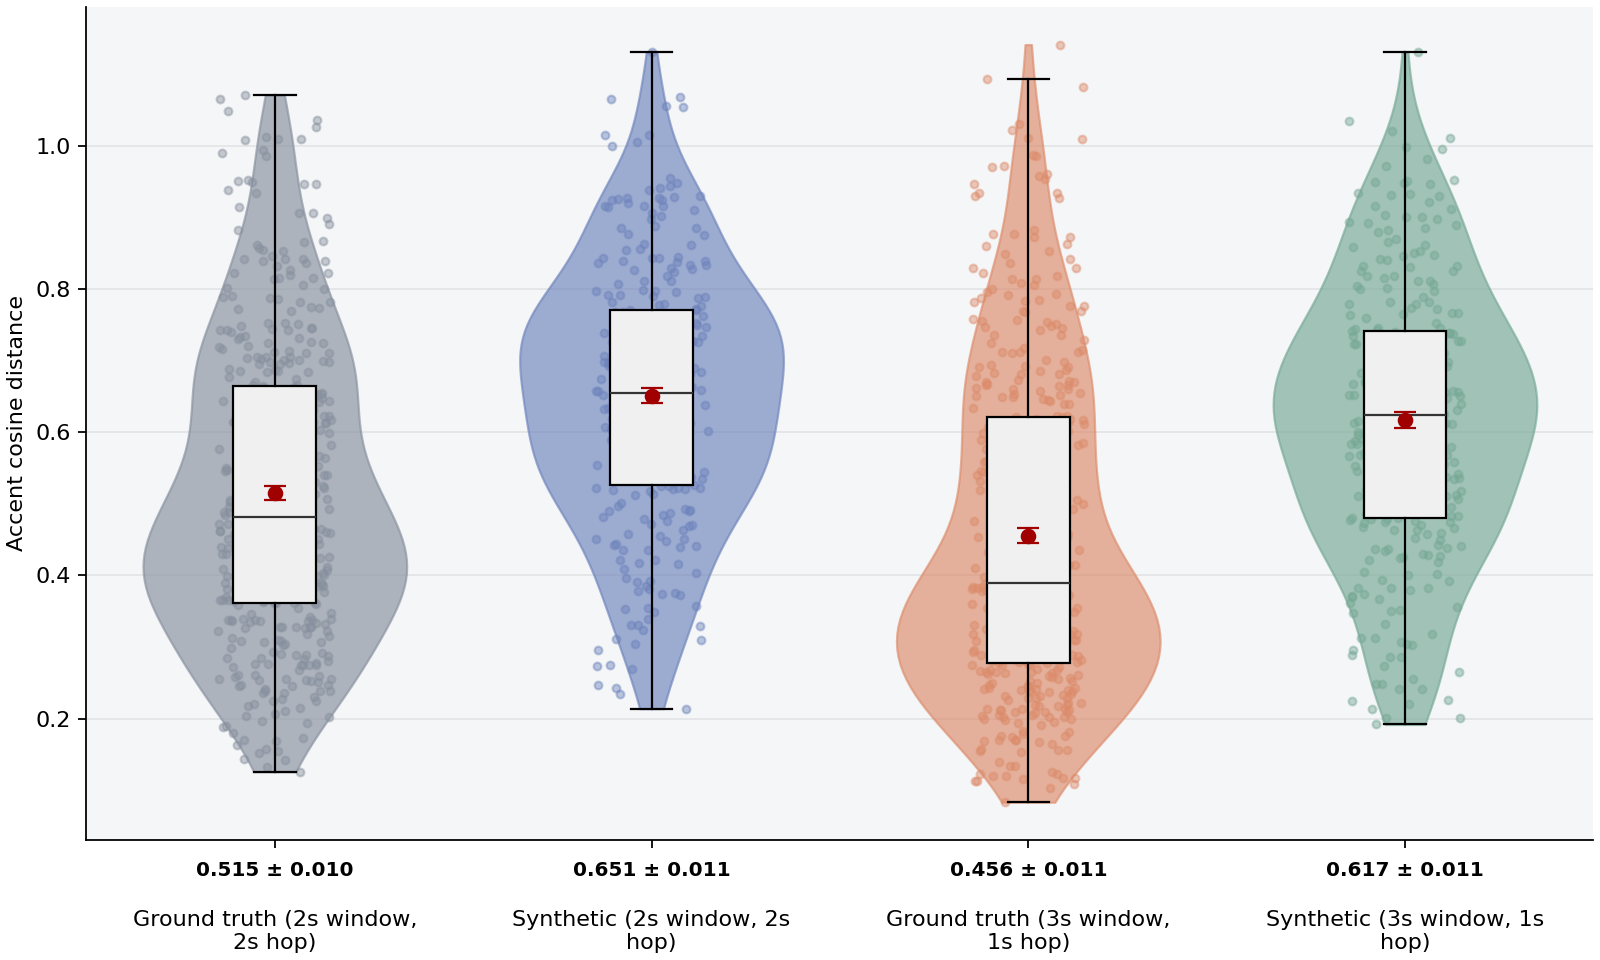 Accent cosine distance
1.0
0.8
0.6
0.4
0.2
0.515 ± 0.010
0.651 ± 0.011
0.456 ± 0.011
0.617 ± 0.011
Ground truth (2s window,
2s hop)
Synthetic (2s window, 2s
hop)
Ground truth (3s window,
1s hop)
Synthetic (3s window, 1s
hop)